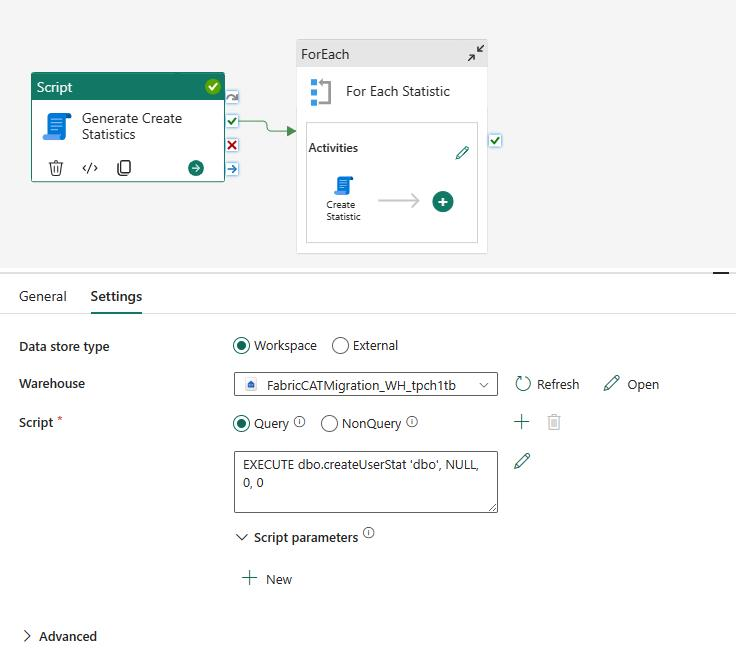 Script
Generate Create
Statistics
ForEach
For Each Statistic
Activities
Create
Statistic
General
Settings
Data store type
Workspace
External
Warehouse
FabricCATMigration_WH_tpch1tb
Refresh
Open
Script *
Query
NonQuery
EXECUTE dbo.createUserStat 'dbo', NULL,
0, 0
Script parameters
New
Advanced